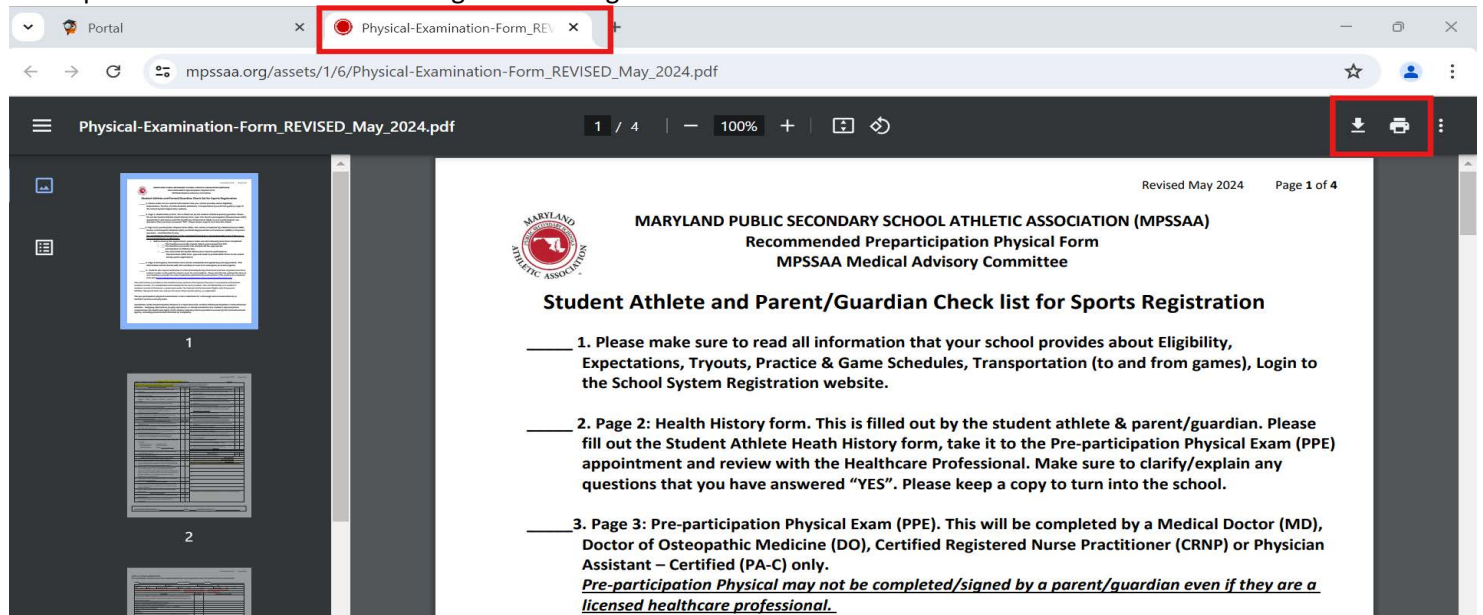 Portal
Physical-Examination-Form_REV
mpssaa.org/assets/1/6/Physical-Examination-Form_REVISED_May_2024.pdf
Physical-Examination-Form_REVISED_May_2024.pdf
1 / 4
100%
Revised May 2024 Page 1 of 4
MARYLAND
PUBLIC SECONDARY SCHOOL
ATHLETIC ASSOCIATION
MARYLAND PUBLIC SECONDARY SCHOOL ATHLETIC ASSOCIATION (MPSSAA)
Recommended Preparticipation Physical Form
MPSSAA Medical Advisory Committee
Student Athlete and Parent/Guardian Check list for Sports Registration
_____ 1. Please make sure to read all information that your school provides about Eligibility,
Expectations, Tryouts, Practice & Game Schedules, Transportation (to and from games), Login to
the School System Registration website.
_____ 2. Page 2: Health History form. This is filled out by the student athlete & parent/guardian. Please
fill out the Student Athlete Heath History form, take it to the Pre-participation Physical Exam (PPE)
appointment and review with the Healthcare Professional. Make sure to clarify/explain any
questions that you have answered “YES”. Please keep a copy to turn into the school.
_____3. Page 3: Pre-participation Physical Exam (PPE). This will be completed by a Medical Doctor (MD),
Doctor of Osteopathic Medicine (DO), Certified Registered Nurse Practitioner (CRNP) or Physician
Assistant – Certified (PA-C) only.
Pre-participation Physical may not be completed/signed by a parent/guardian even if they are a
licensed healthcare professional.
1
2